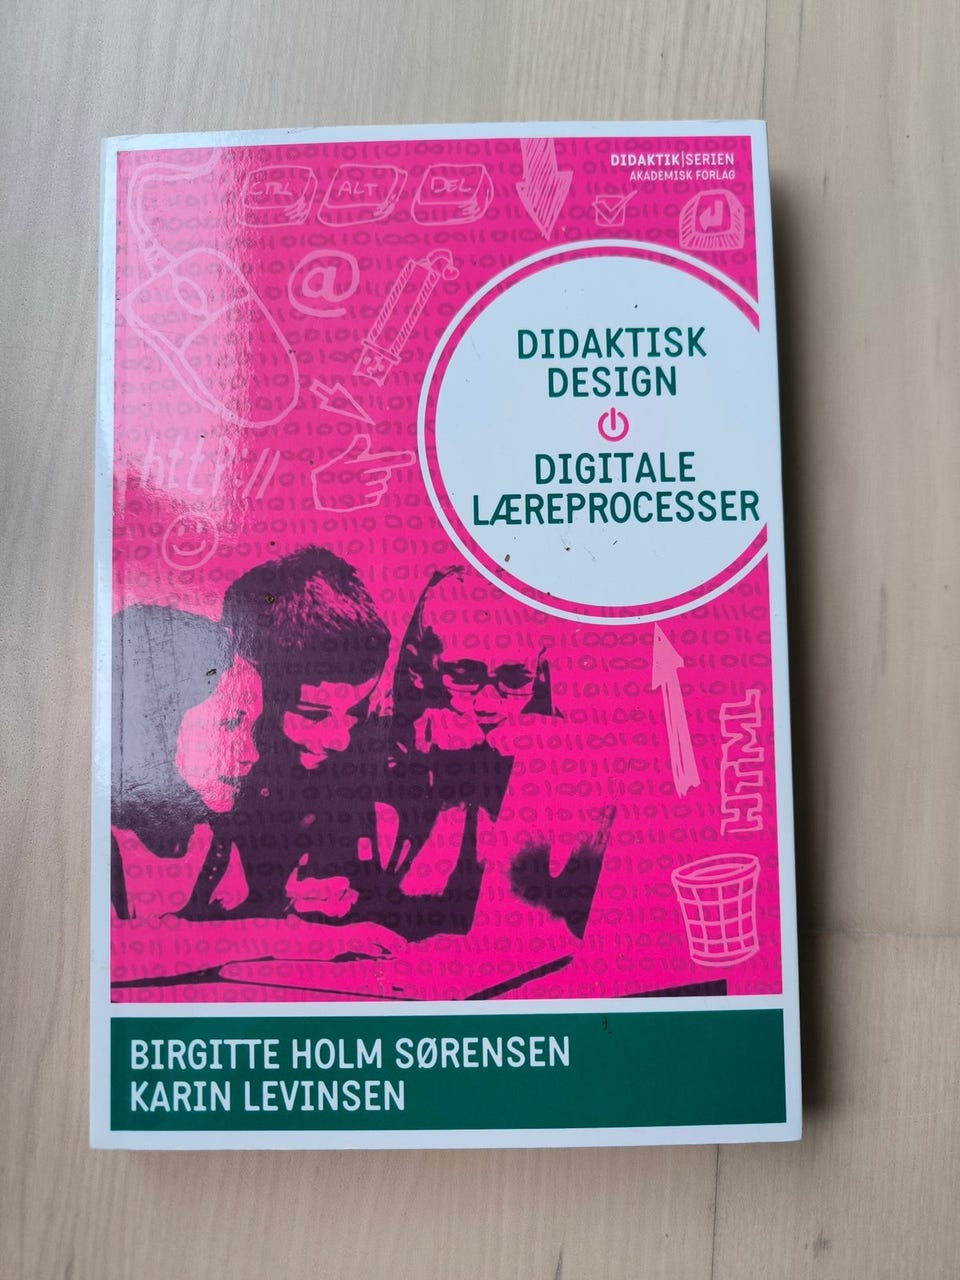 DIDAKTIK|SERIEN
AKADEMISK FORLAG
CTRL ALT DEL
@
DIDAKTISK
DESIGN
DIGITALE
LÆREPROCESSER
http://
HTML
BIRGITTE HOLM SØRENSEN
KARIN LEVINSEN